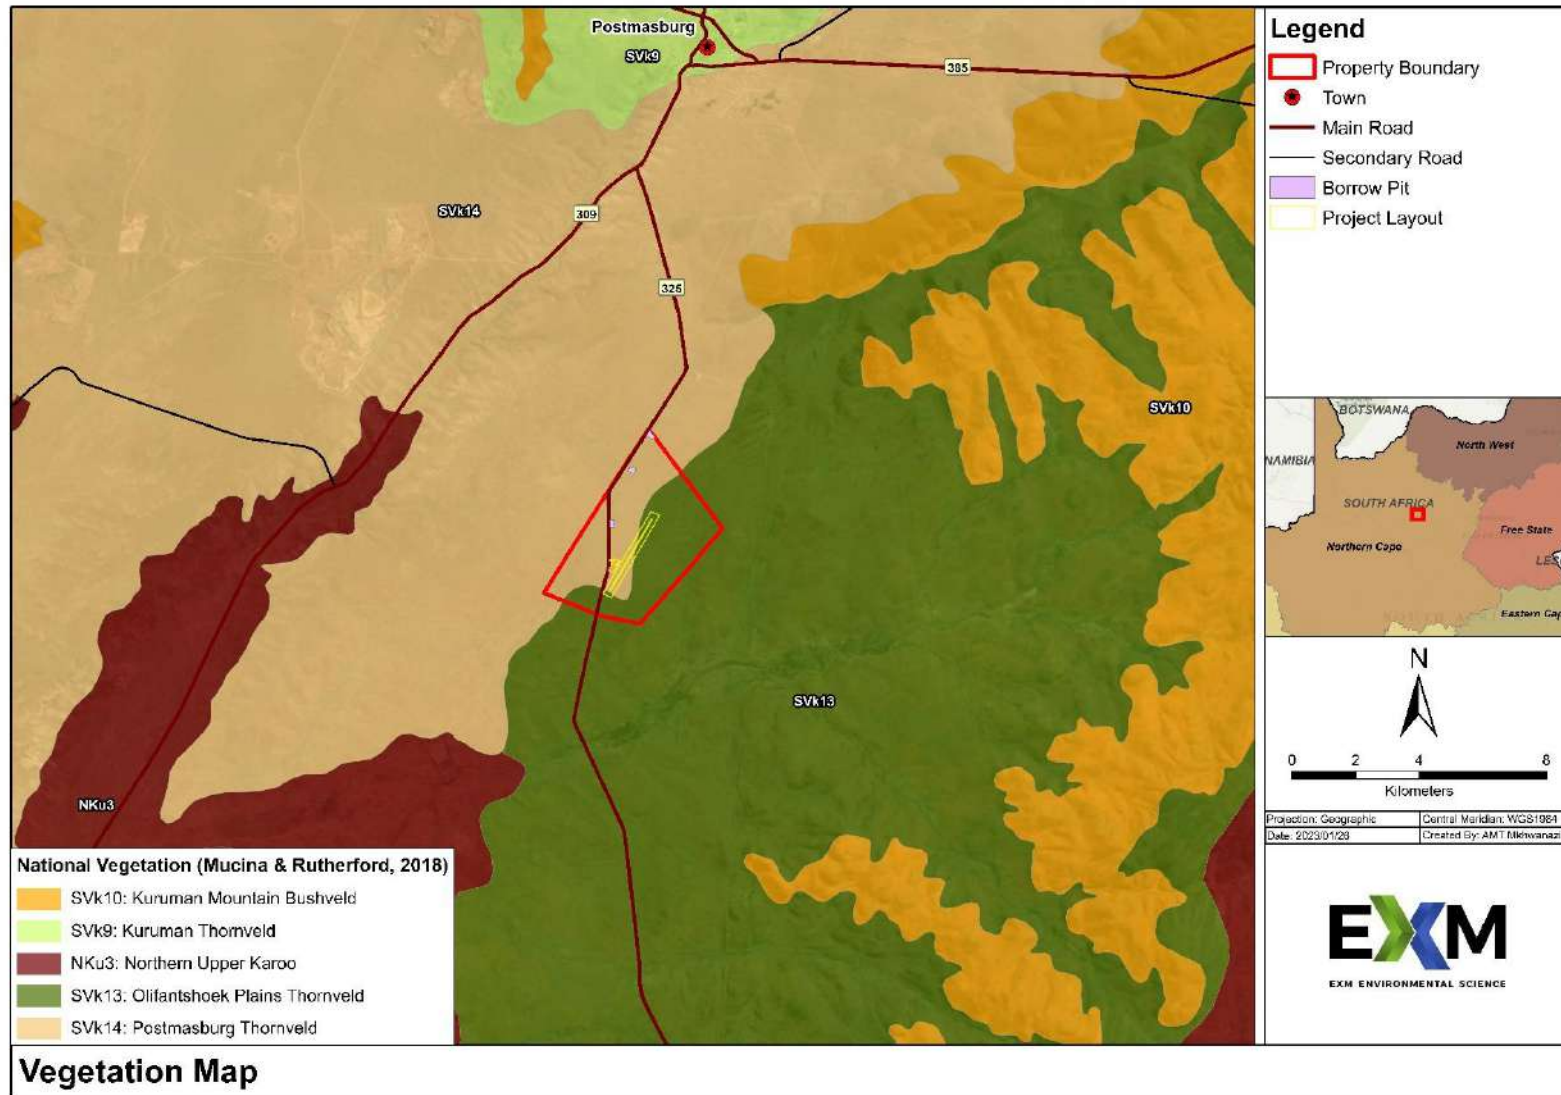 Postmasburg
SVk9
385
SVk14
309
325
SVk10
SVk13
NKu3
National Vegetation (Mucina & Rutherford, 2018)
SVk10: Kuruman Mountain Bushveld
SVk9: Kuruman Thornveld
NKu3: Northern Upper Karoo
SVk13: Olifantshoek Plains Thornveld
SVk14: Postmasburg Thornveld
Vegetation Map
Legend
Property Boundary
Town
Main Road
Secondary Road
Borrow Pit
Project Layout
BOTSWANA
North West
NAMIBIA
SOUTH AFRICA
Free State
Northern Cape
LES
Eastern Cap
N
0 2 4 8
Kilometers
Projection: Geographic Central Meridian: WGS1984
Date: 2023/01/26 Created By: AMT Mkhwanazi
EXM
EXM ENVIRONMENTAL SCIENCE